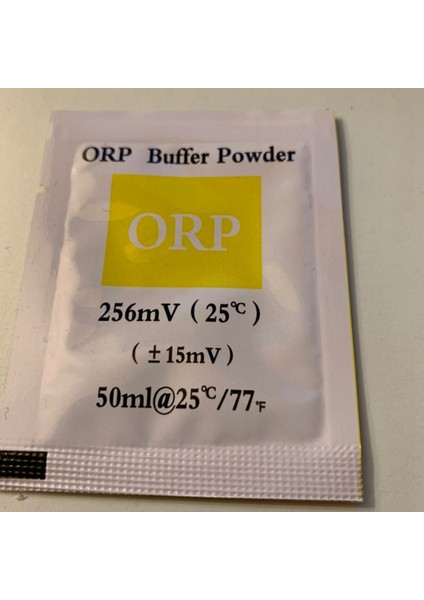 ORP Buffer Powder
ORP
256mV ( 25℃ )
( ±15mV )
50ml@25℃/77℉